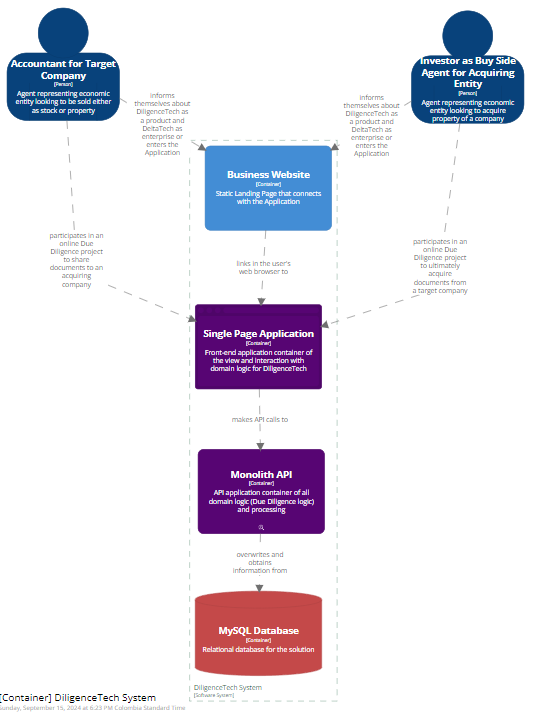 Accountant for Target
Company
[Person]
Agent representing economic
entity looking to be sold either
as stock or property
Investor as Buy Side
Agent for Acquiring
Entity
[Person]
Agent representing economic
entity looking to acquire
property of a company
informs
themselves about
DiligenceTech as
a product and
DeltaTech as
enterprise or
enters the
Application
informs
themselves about
DiligenceTech as
a product and
DeltaTech as
enterprise or
enters the
Application
Business Website
[Container]
Static Landing Page that connects
with the Application
participates in an
online Due
Diligence project
to share
documents to an
acquiring
company
links in the user's
web browser to
participates in an
online Due
Diligence project
to ultimately
acquire
documents from
a target company
Single Page Application
[Container]
Front-end application container of
the view and interaction with
domain logic for DiligenceTech
makes API calls to
Monolith API
[Container]
API application container of all
domain logic (Due Diligence logic)
and processing
overwrites and
obtains
information from
MySQL Database
[Container]
Relational database for the solution
DiligenceTech System
[Software System]
[Container] DiligenceTech System
Sunday, September 15, 2024 at 6:23 PM Colombia Standard Time